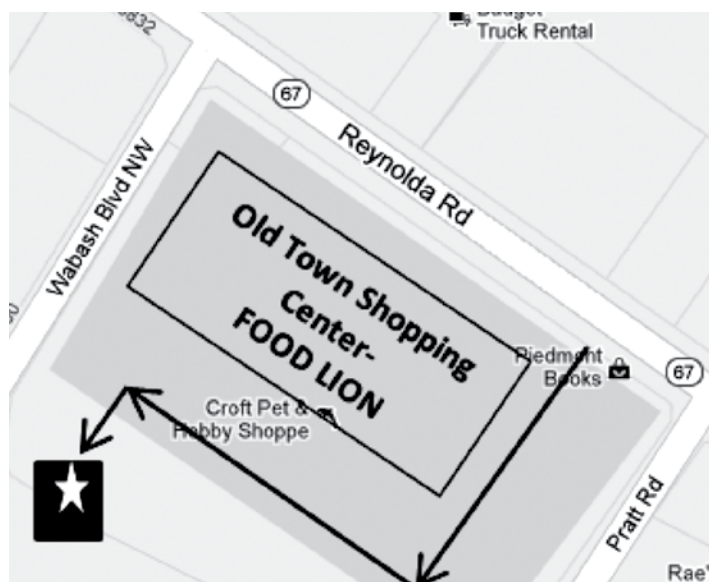 Truck Rental
67
Reynolda Rd
Wabash Blvd NW
Old Town Shopping
Center-
FOOD LION
Piedmont
Books
67
Croft Pet &
Hobby Shoppe
Pratt Rd
Rae'